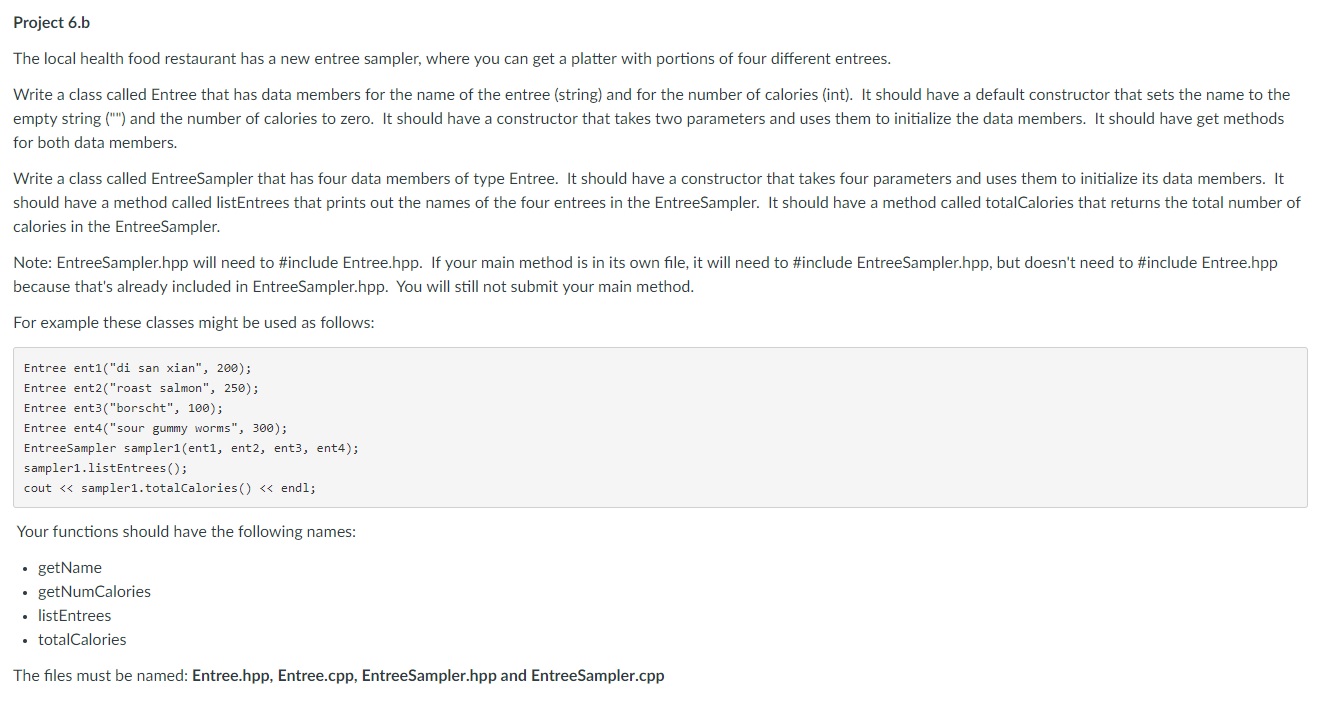 Project 6.b
The local health food restaurant has a new entree sampler, where you can get a platter with portions of four different entrees.
Write a class called Entree that has data members for the name of the entree (string) and for the number of calories (int).  It should have a default constructor that sets the name to the
empty string ("") and the number of calories to zero.  It should have a constructor that takes two parameters and uses them to initialize the data members.  It should have get methods
for both data members.
Write a class called EntreeSampler that has four data members of type Entree.  It should have a constructor that takes four parameters and uses them to initialize its data members.  It
should have a method called listEntrees that prints out the names of the four entrees in the EntreeSampler.  It should have a method called totalCalories that returns the total number of
calories in the EntreeSampler.
Note: EntreeSampler.hpp will need to #include Entree.hpp.  If your main method is in its own file, it will need to #include EntreeSampler.hpp, but doesn't need to #include Entree.hpp
because that's already included in EntreeSampler.hpp.  You will still not submit your main method.
For example these classes might be used as follows:
Entree ent1("di san xian", 200);
Entree ent2("roast salmon", 250);
Entree ent3("borscht", 100);
Entree ent4("sour gummy worms", 300);
EntreeSampler sampler1(ent1, ent2, ent3, ent4);
sampler1.listEntrees();
cout << sampler1.totalCalories() << endl;
Your functions should have the following names:
• getName
• getNumCalories
• listEntrees
• totalCalories
The files must be named: Entree.hpp, Entree.cpp, EntreeSampler.hpp and EntreeSampler.cpp